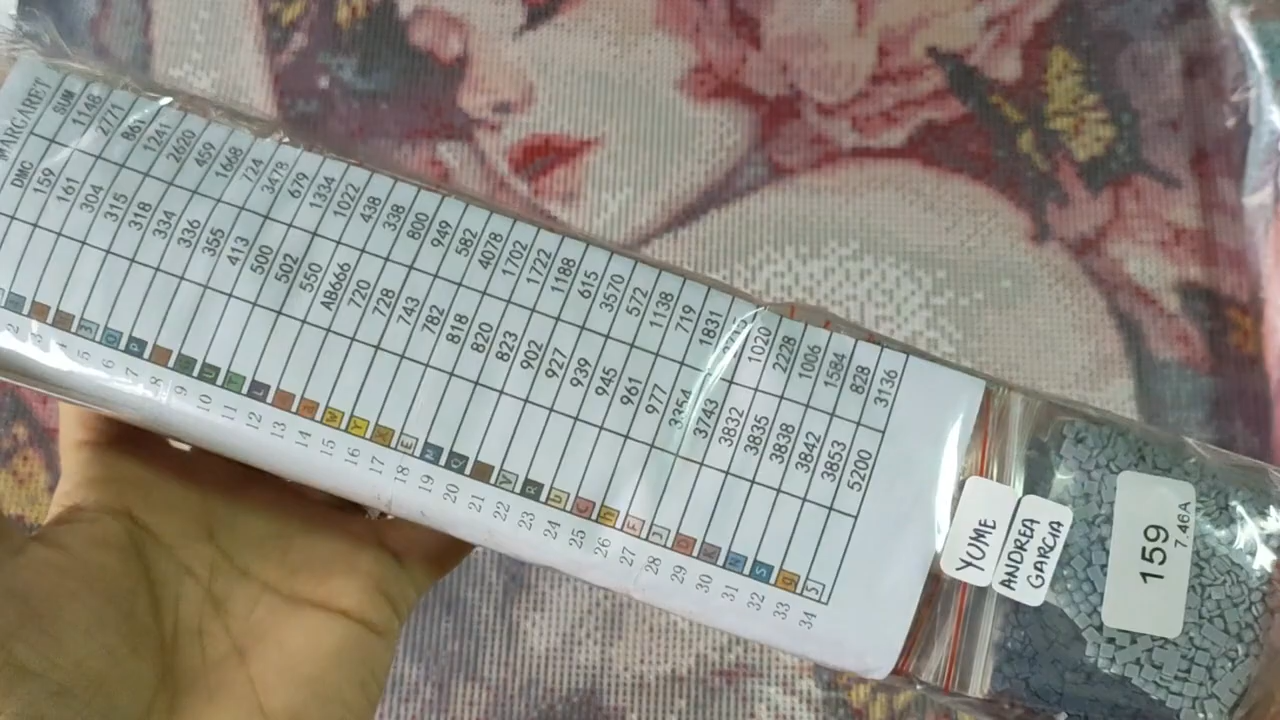 MARGARET
DMC SUM
159 1148
2 161 2771
3 304 861
4 315 1241
5 3 318 2620
6 334 459
7 P 336 1668
8 355 724
9 413 3478
10 U 500 679
11 T 502 1334
12 L 550 1022
13 AB666 438
14 a 720 338
15 W 728 800
16 Y 743 949
17 X 782 582
18 E 818 4078
19 820 1702
20 Q 823 1722
21 902 1188
22 V 927 615
23 R 939 3570
24 945 572
25 C 961 1138
26 h 977 719
27 F 3354 1831
28 J 3743
29 D 3832 1020
30 K 3835 2228
31 N 3838 1006
32 S 3842 1584
33 3853 828
34 S 5200 3136
YUME
ANDREA
GARCIA
159
7.46A